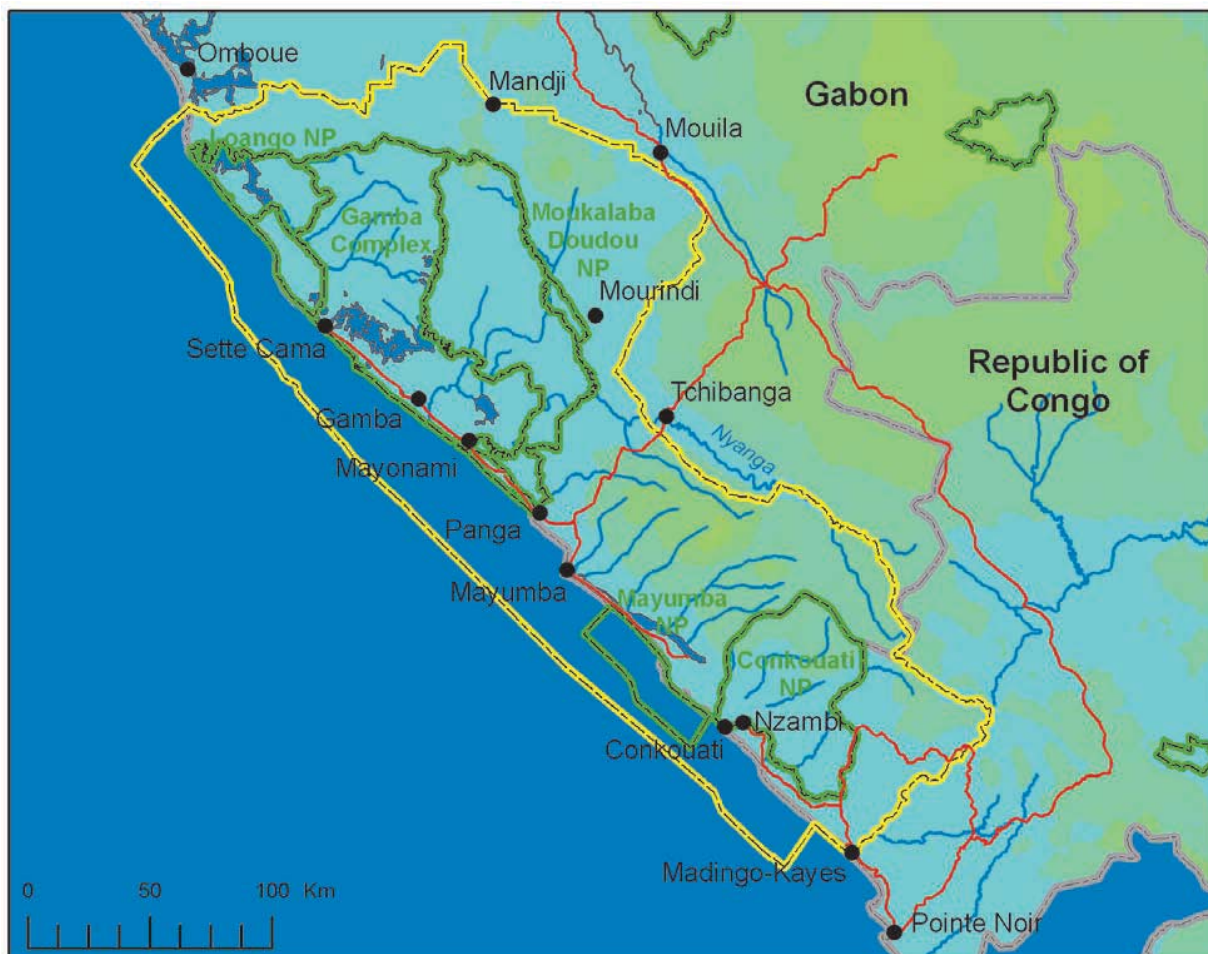 Omboue
Mandji
Gabon
Mouila
Loango NP
Gamba
Complex
Moukalaba
Doudou
NP
Mourindi
Sette Cama
Republic of
Congo
Tchibanga
Gamba
Nyanga
Mayonami
Panga
Mayumba
Mayumba
NP
Conkouati
NP
Nzambi
Conkouati
Madingo-Kayes
0 50 100 Km
Pointe Noir